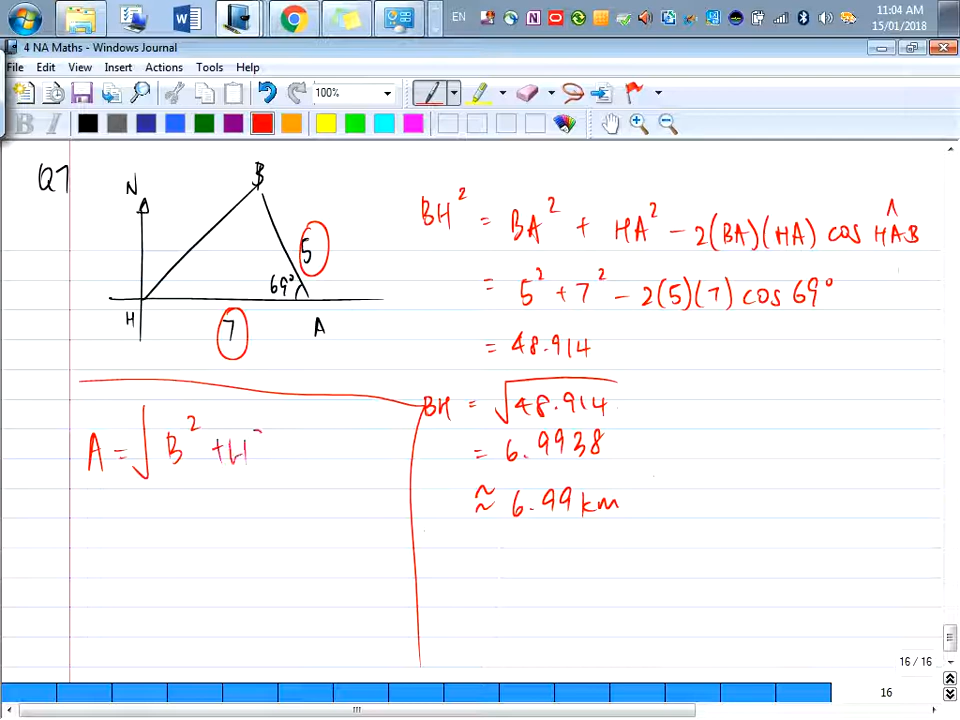 EN
11:04 AM
15/01/2018
4 NA Maths - Windows Journal
File Edit View Insert Actions Tools Help
100%
B I
Q7
N
B
5
69°
H
7
A
BH² = BA² + HA² - 2(BA)(HA) cos HÂB
= 5² + 7² - 2(5)(7) cos 69°
= 48.914
BH = √48.914
= 6.9938
≈ 6.99 km
A = √B² + H²
16 / 16
16